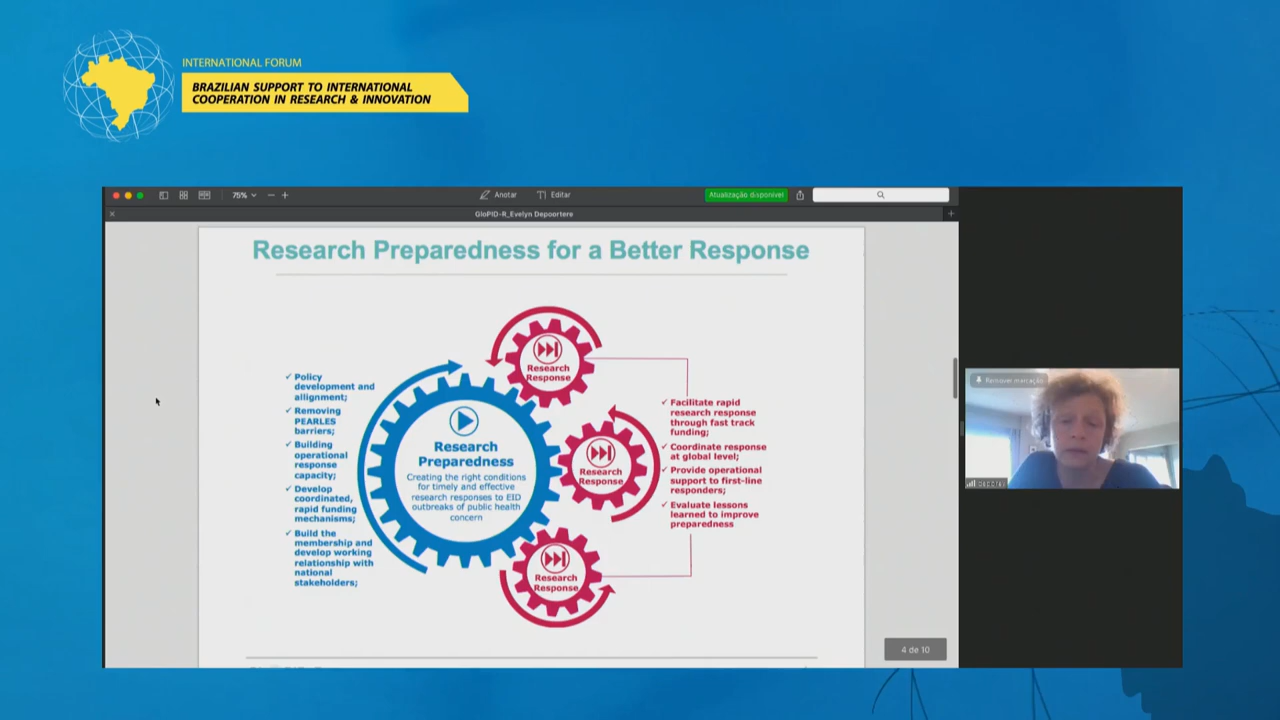 INTERNATIONAL FORUM
BRAZILIAN SUPPORT TO INTERNATIONAL
COOPERATION IN RESEARCH & INNOVATION
75%
Anotar
Editar
Atualização disponível
GloPID-R_Evelyn Depoortere
Research Preparedness for a Better Response
✓ Policy
development and
allignment;
✓ Removing
PEARLES
barriers;
✓ Building
operational
response
capacity;
✓ Develop
coordinated,
rapid funding
mechanisms;
✓ Build the
membership and
develop working
relationship with
national
stakeholders;
Research
Preparedness
Creating the right conditions
for timely and effective
research responses to EID
outbreaks of public health
concern
Research
Response
Research
Response
Research
Response
✓ Facilitate rapid
research response
through fast track
funding;
✓ Coordinate response
at global level;
✓ Provide operational
support to first-line
responders;
✓ Evaluate lessons
learned to improve
preparedness
4 de 10
Remover marcação